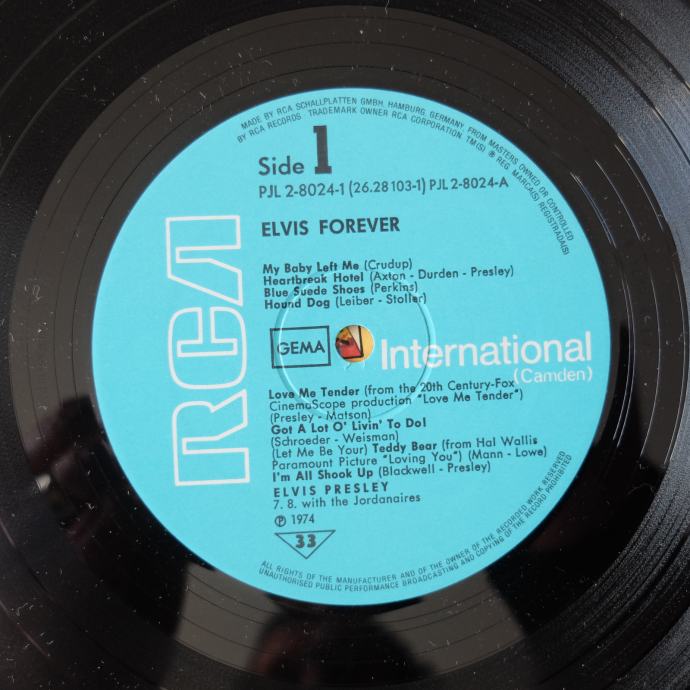 MADE BY RCA SCHALLPLATTEN GMBH, HAMBURG, GERMANY, FROM MASTERS OWNED OR CONTROLLED
BY RCA RECORDS. TRADEMARK OWNER RCA CORPORATION. TM(S) ® REG. MARCA(S) REGISTRADA(S)
Side 1
PJL 2-8024-1 (26.28103-1) PJL 2-8024-A
ELVIS FOREVER
My Baby Left Me (Crudup)
Heartbreak Hotel (Axton - Durden - Presley)
Blue Suede Shoes (Perkins)
Hound Dog (Leiber - Stoller)
RCA
GEMA
International
(Camden)
Love Me Tender (from the 20th Century-Fox
CinemaScope production "Love Me Tender")
(Presley - Matson)
Got A Lot O' Livin' To Do!
(Schroeder - Weisman)
(Let Me Be Your) Teddy Bear (from Hal Wallis
Paramount Picture "Loving You") (Mann - Lowe)
I'm All Shook Up (Blackwell - Presley)
ELVIS PRESLEY
7. 8. with the Jordanaires
℗ 1974
33
ALL RIGHTS OF THE MANUFACTURER AND OF THE OWNER OF THE RECORDED WORK RESERVED
UNAUTHORISED PUBLIC PERFORMANCE BROADCASTING AND COPYING OF THE RECORD PROHIBITED